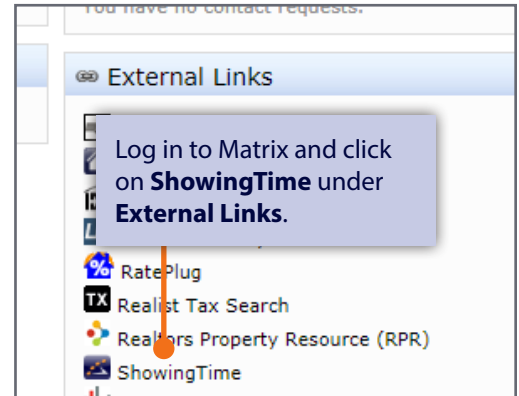 You have no contact requests.
External Links
Log in to Matrix and click
on ShowingTime under
External Links.
RatePlug
TX Realist Tax Search
Realtors Property Resource (RPR)
ShowingTime